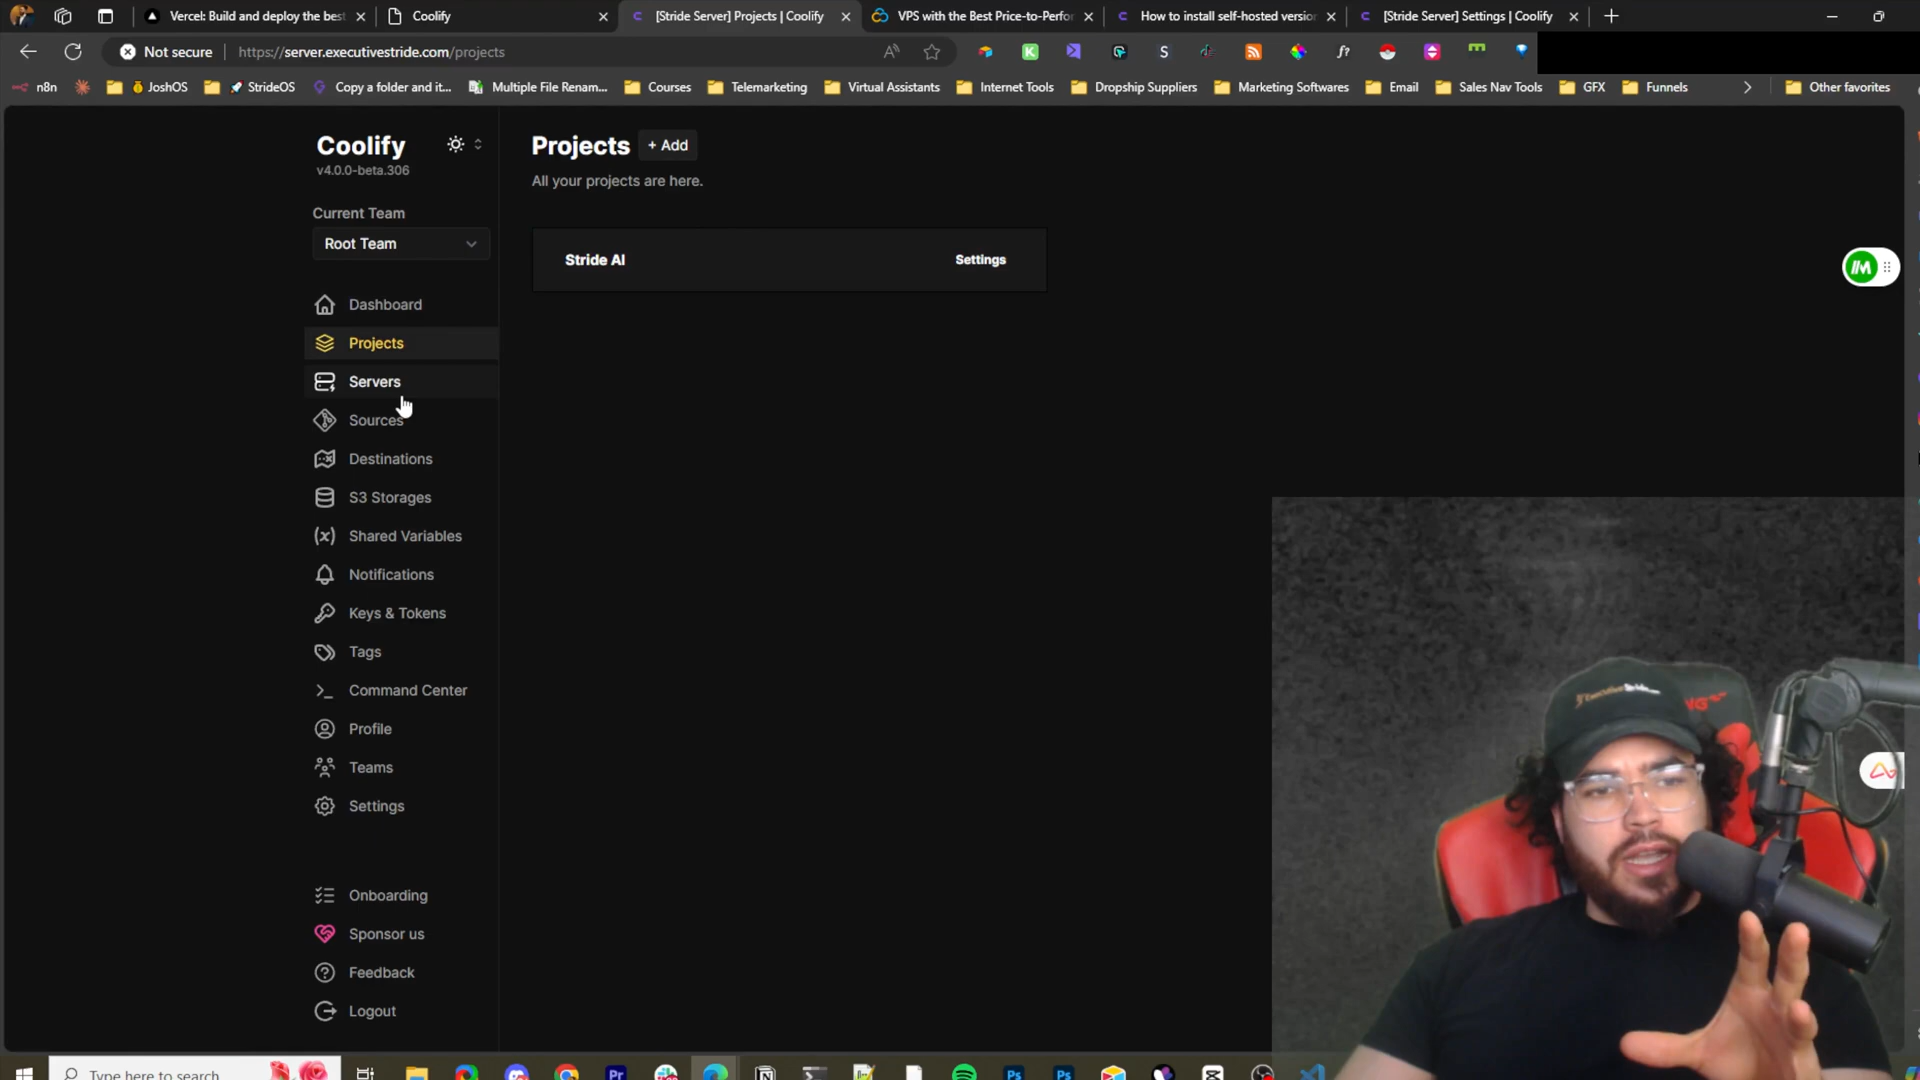 Vercel: Build and deploy the best
Coolify
[Stride Server] Projects | Coolify
VPS with the Best Price-to-Perfor
How to install self-hosted version
[Stride Server] Settings | Coolify
Not secure
https://server.executivestride.com/projects
n8n
JoshOS
StrideOS
Copy a folder and it...
Multiple File Renam...
Courses
Telemarketing
Virtual Assistants
Internet Tools
Dropship Suppliers
Marketing Softwares
Email
Sales Nav Tools
GFX
Funnels
Other favorites
Coolify
v4.0.0-beta.306
Current Team
Root Team
Dashboard
Projects
Servers
Sources
Destinations
S3 Storages
Shared Variables
Notifications
Keys & Tokens
Tags
Command Center
Profile
Teams
Settings
Onboarding
Sponsor us
Feedback
Logout
Projects
+ Add
All your projects are here.
Stride AI
Settings
Type here to search